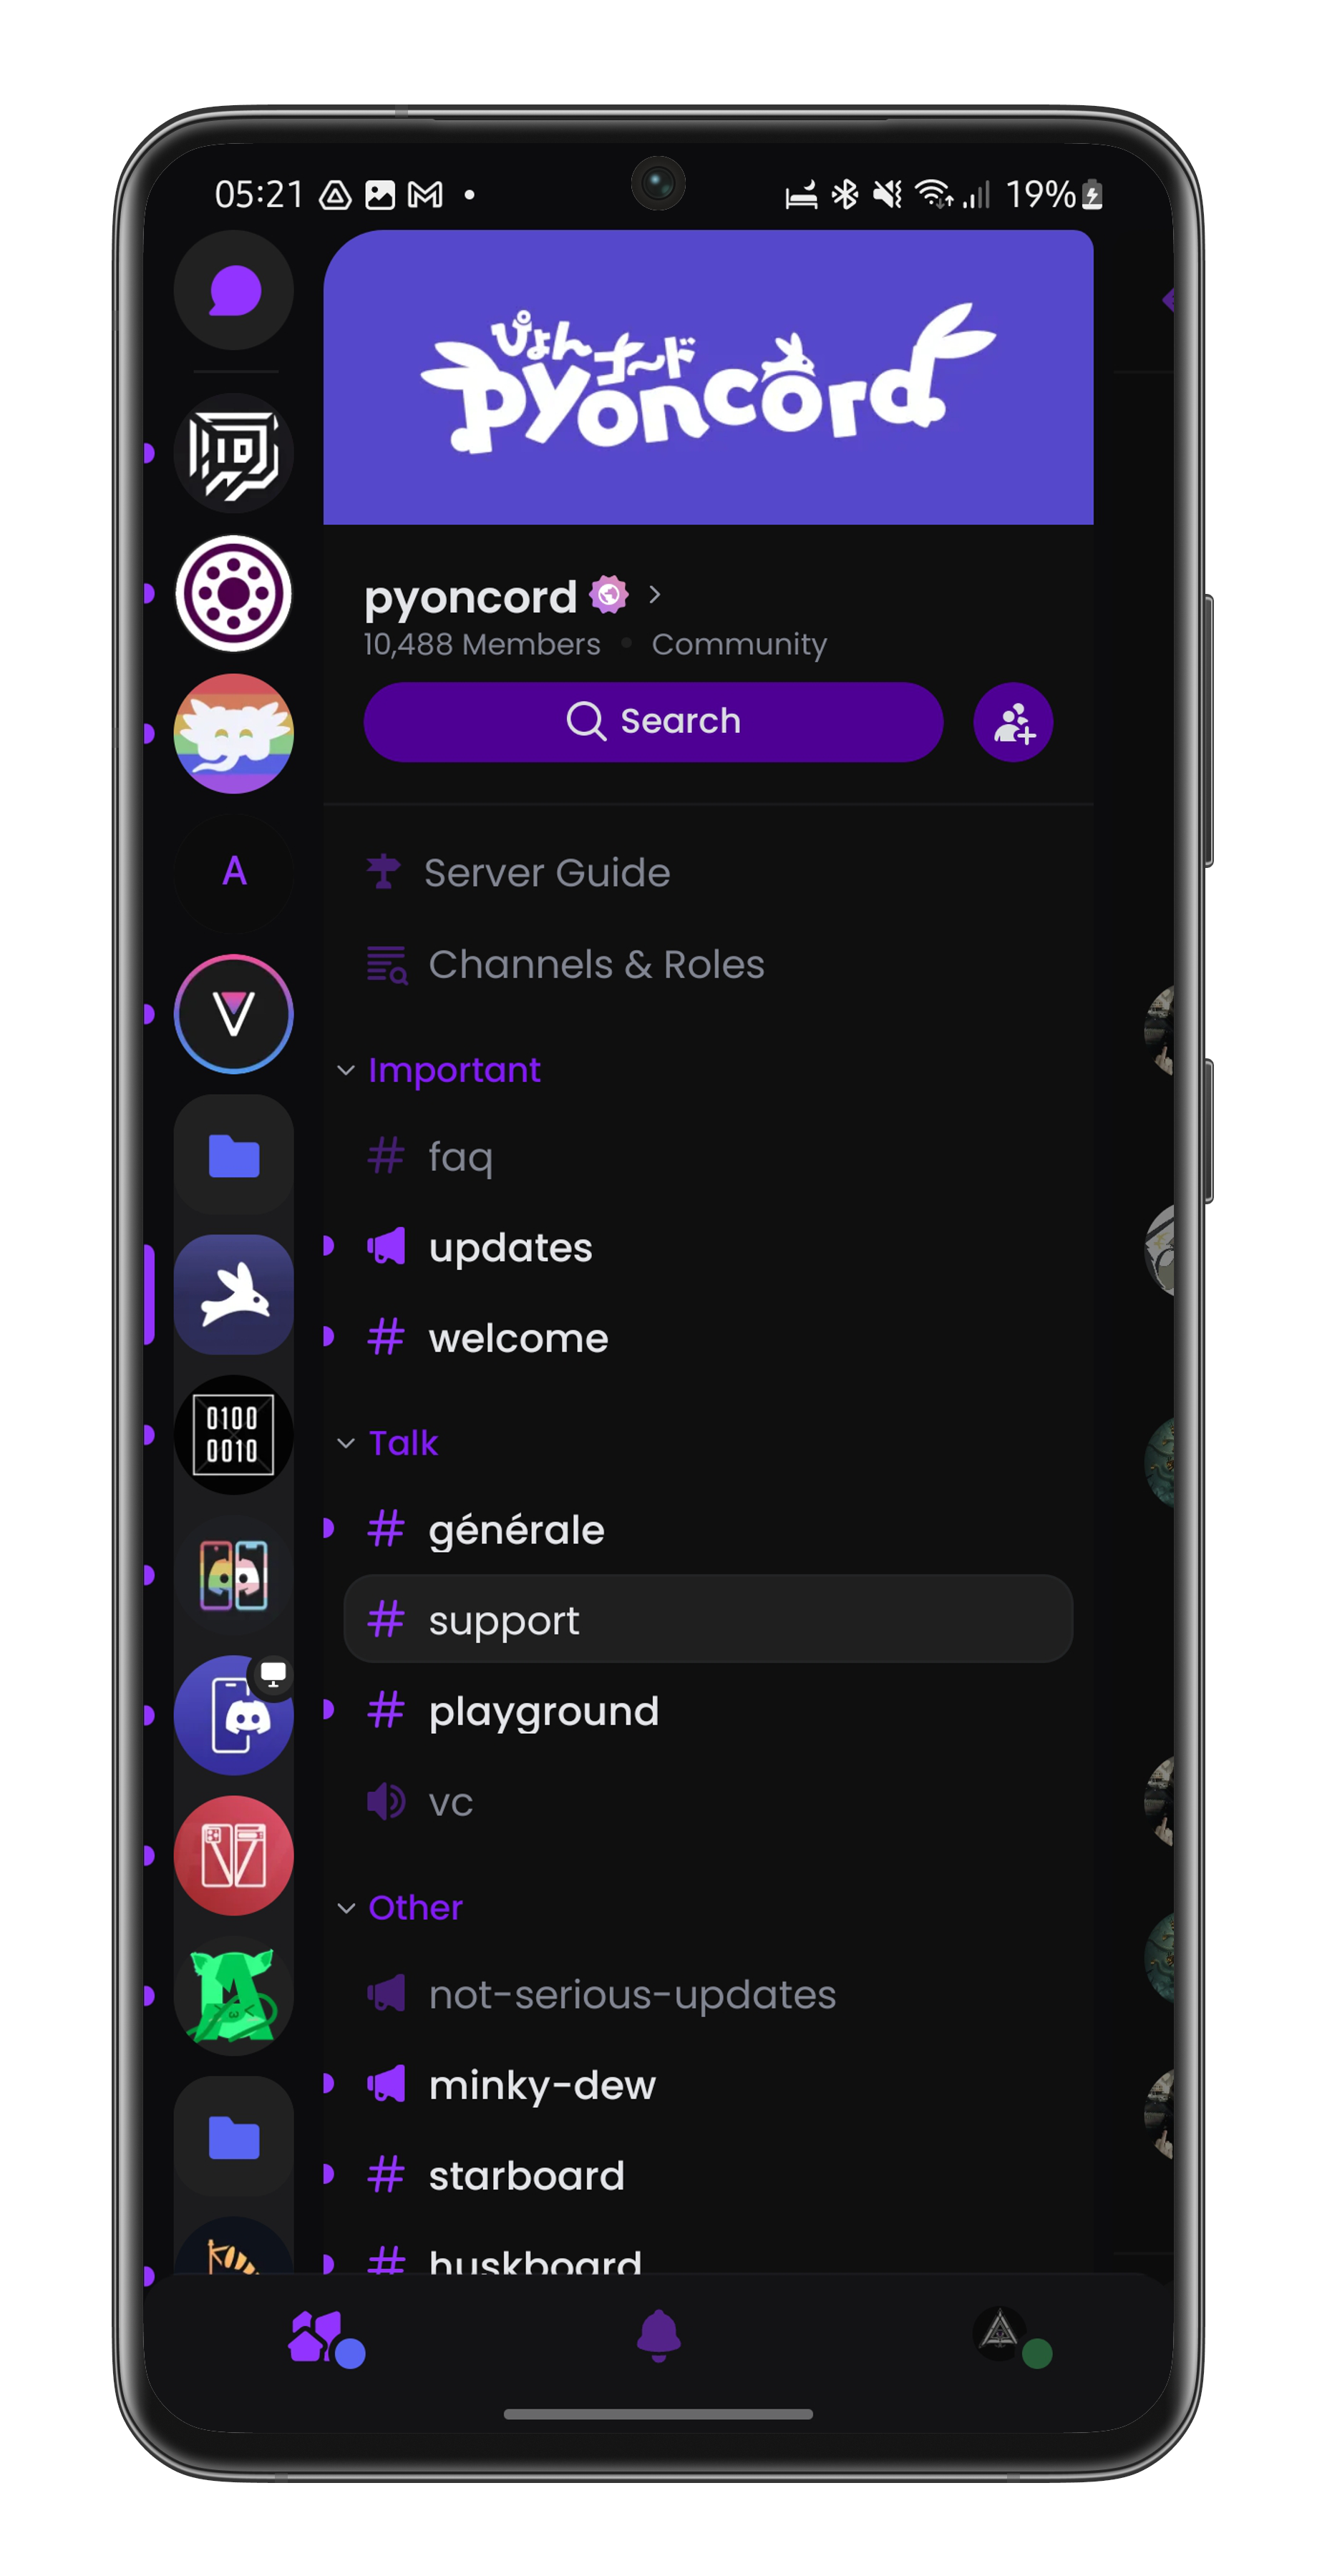 05:21
19%
ぴょんコード
pyoncord
pyoncord
10,488 Members • Community
Search
A
Server Guide
Channels & Roles
V
Important
faq
updates
welcome
0100
0010
Talk
générale
support
playground
vc
Other
not-serious-updates
minky-dew
starboard
huskboard